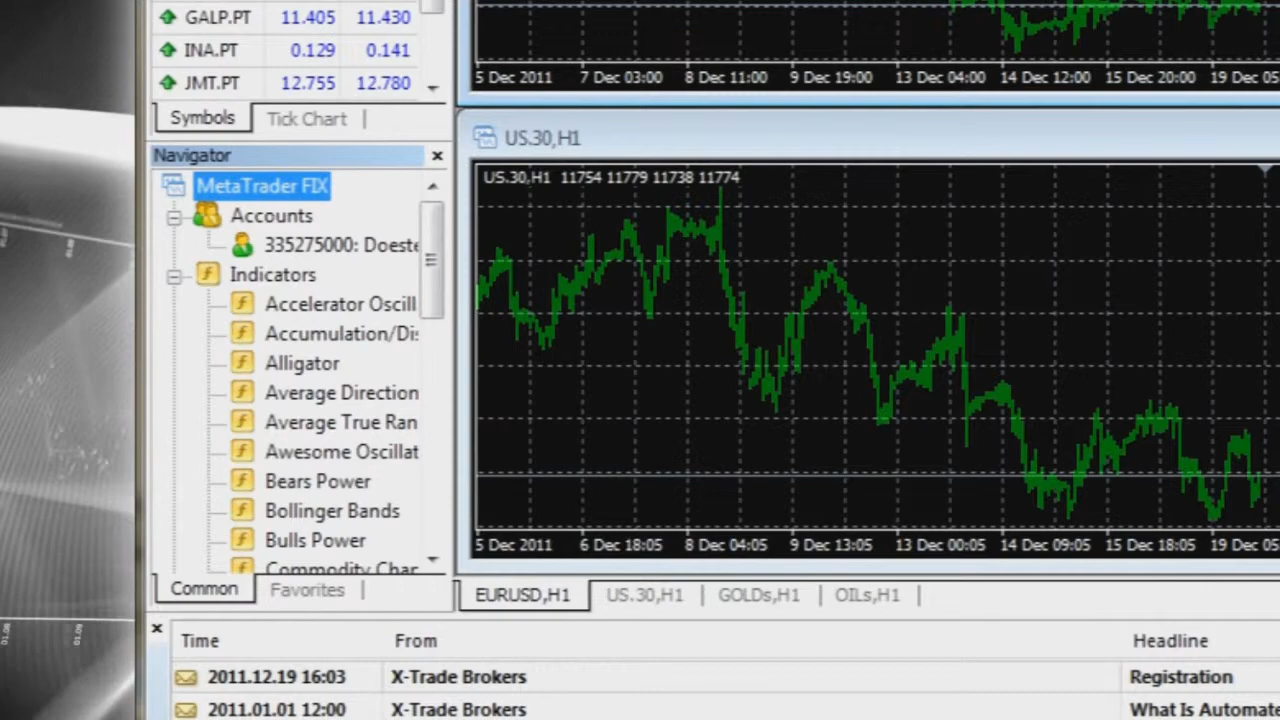 GALP.PT 11.405 11.430
INA.PT 0.129 0.141
JMT.PT 12.755 12.780
Symbols Tick Chart
5 Dec 2011 7 Dec 03:00 8 Dec 11:00 9 Dec 19:00 13 Dec 04:00 14 Dec 12:00 15 Dec 20:00 19 Dec 05
Navigator
MetaTrader FIX
Accounts
335275000: Doeste
Indicators
Accelerator Oscill
Accumulation/Dis
Alligator
Average Direction
Average True Ran
Awesome Oscillat
Bears Power
Bollinger Bands
Bulls Power
Commodity Char
Common Favorites
US.30,H1
US.30,H1 11754 11779 11738 11774
5 Dec 2011 6 Dec 18:05 8 Dec 04:05 9 Dec 13:05 13 Dec 00:05 14 Dec 09:05 15 Dec 18:05 19 Dec 05
EURUSD,H1 US.30,H1 GOLDs,H1 OILs,H1
Time From Headline
2011.12.19 16:03 X-Trade Brokers Registration
2011.01.01 12:00 X-Trade Brokers What Is Automate